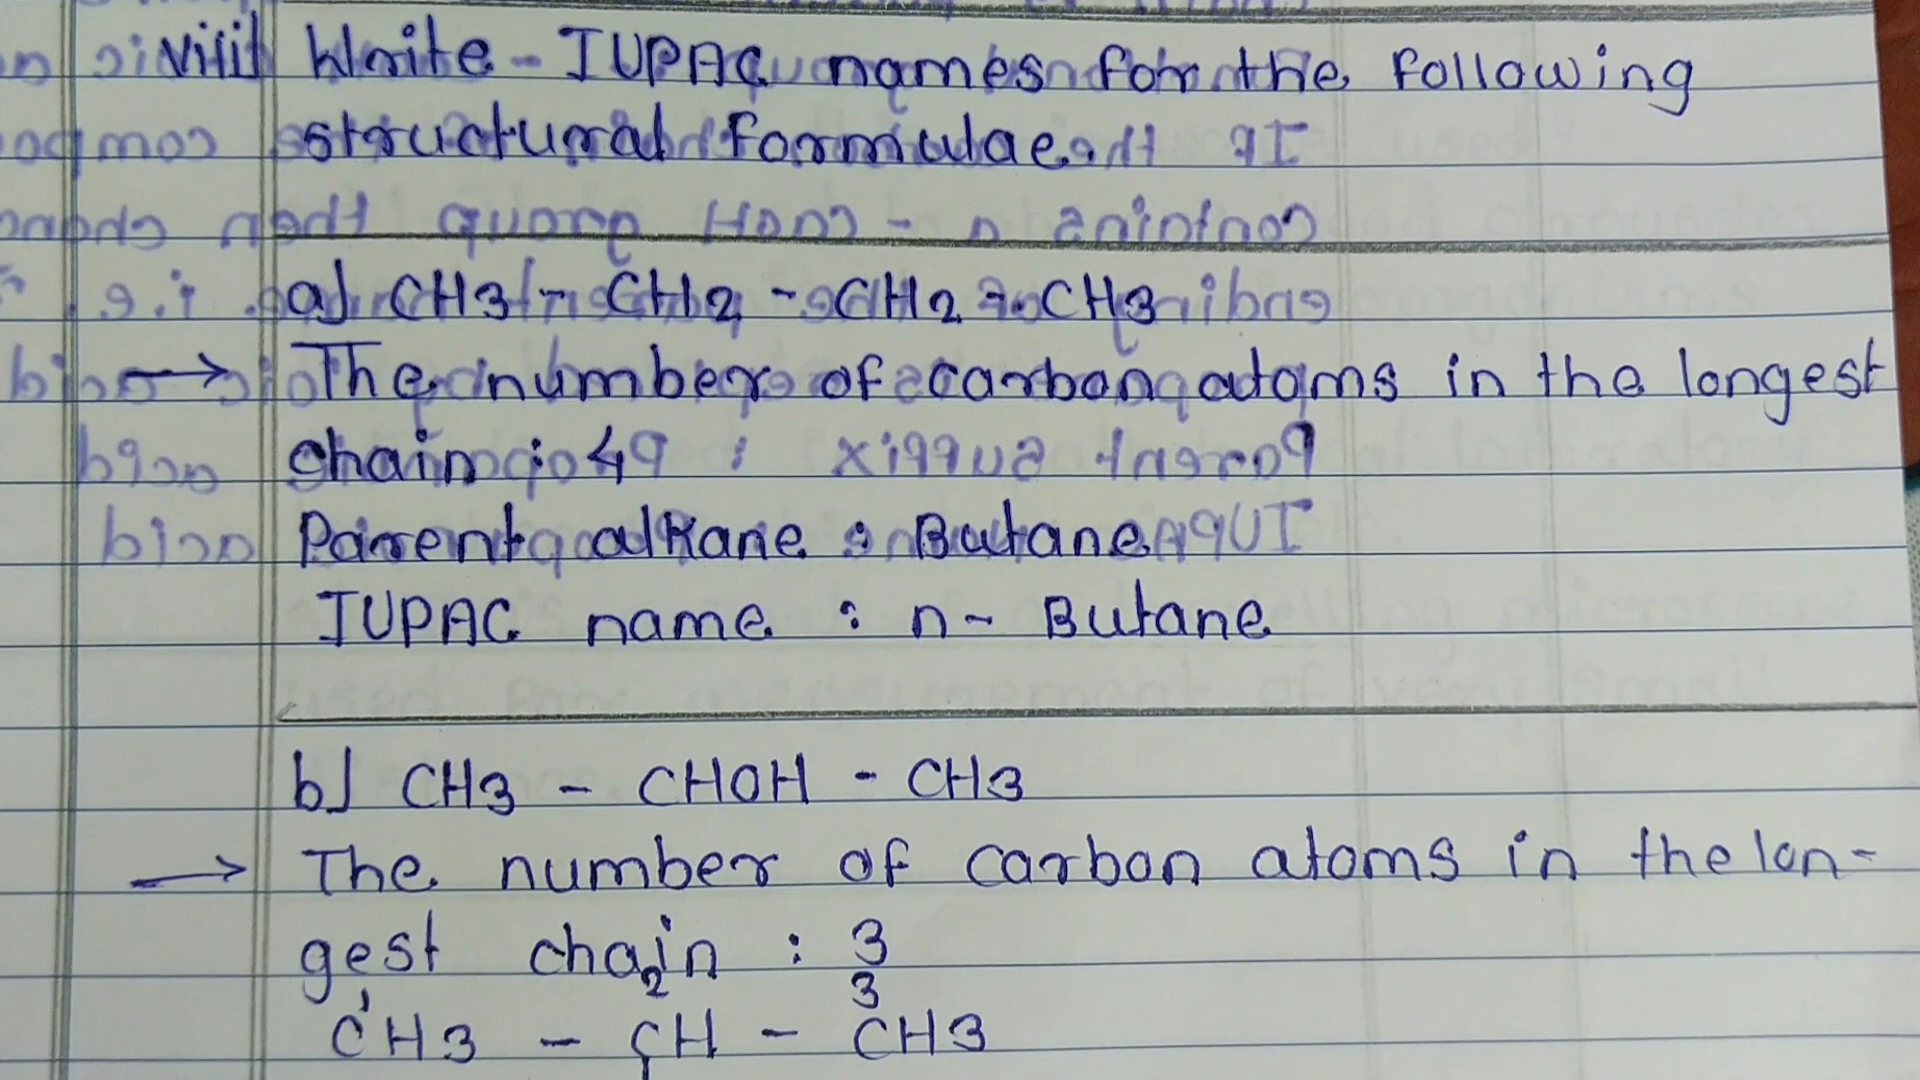 viii] Write IUPAC names for the following
structural formulae.
a] CH3 - CH2 - CH2 - CH3
→ The number of carbon atoms in the longest
chain : 4
Parent alkane : Butane
IUPAC name : n- Butane
b] CH3 - CHOH - CH3
→ The number of carbon atoms in the lon-
gest chain : 3
1 2 3
CH3 - CH - CH3